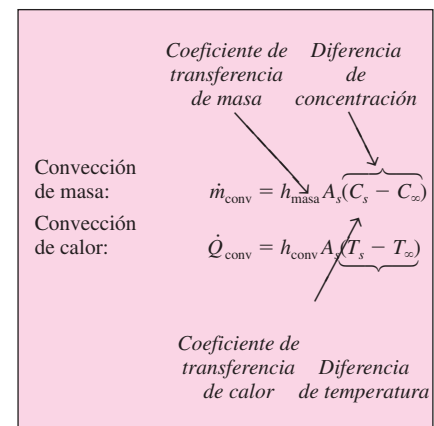 Coeficiente de transferencia de masa
Diferencia de concentración
Convección de masa: ṁconv = hmasa As(Cs − C∞)
Convección de calor: Q̇conv = hconv As(Ts − T∞)
Coeficiente de transferencia de calor
Diferencia de temperatura